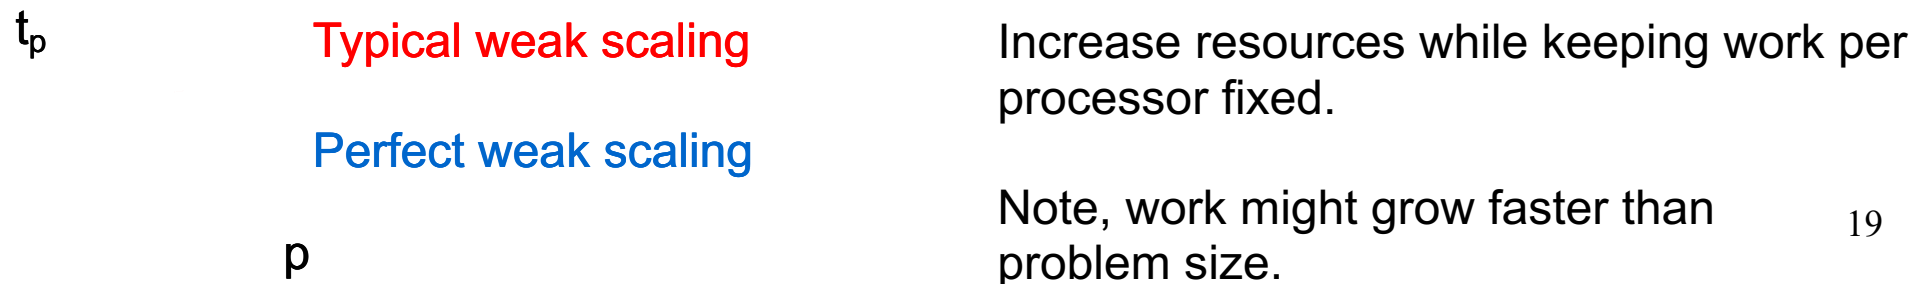 tp
Typical weak scaling
Perfect weak scaling
p
Increase resources while keeping work per
processor fixed.
Note, work might grow faster than
problem size.
19